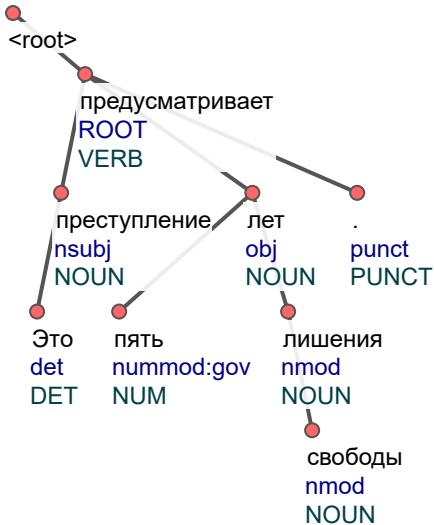 <root>
предусматривает
ROOT
VERB
преступление лет .
nsubj obj punct
NOUN NOUN PUNCT
Это пять лишения
det nummod:gov nmod
DET NUM NOUN
свободы
nmod
NOUN